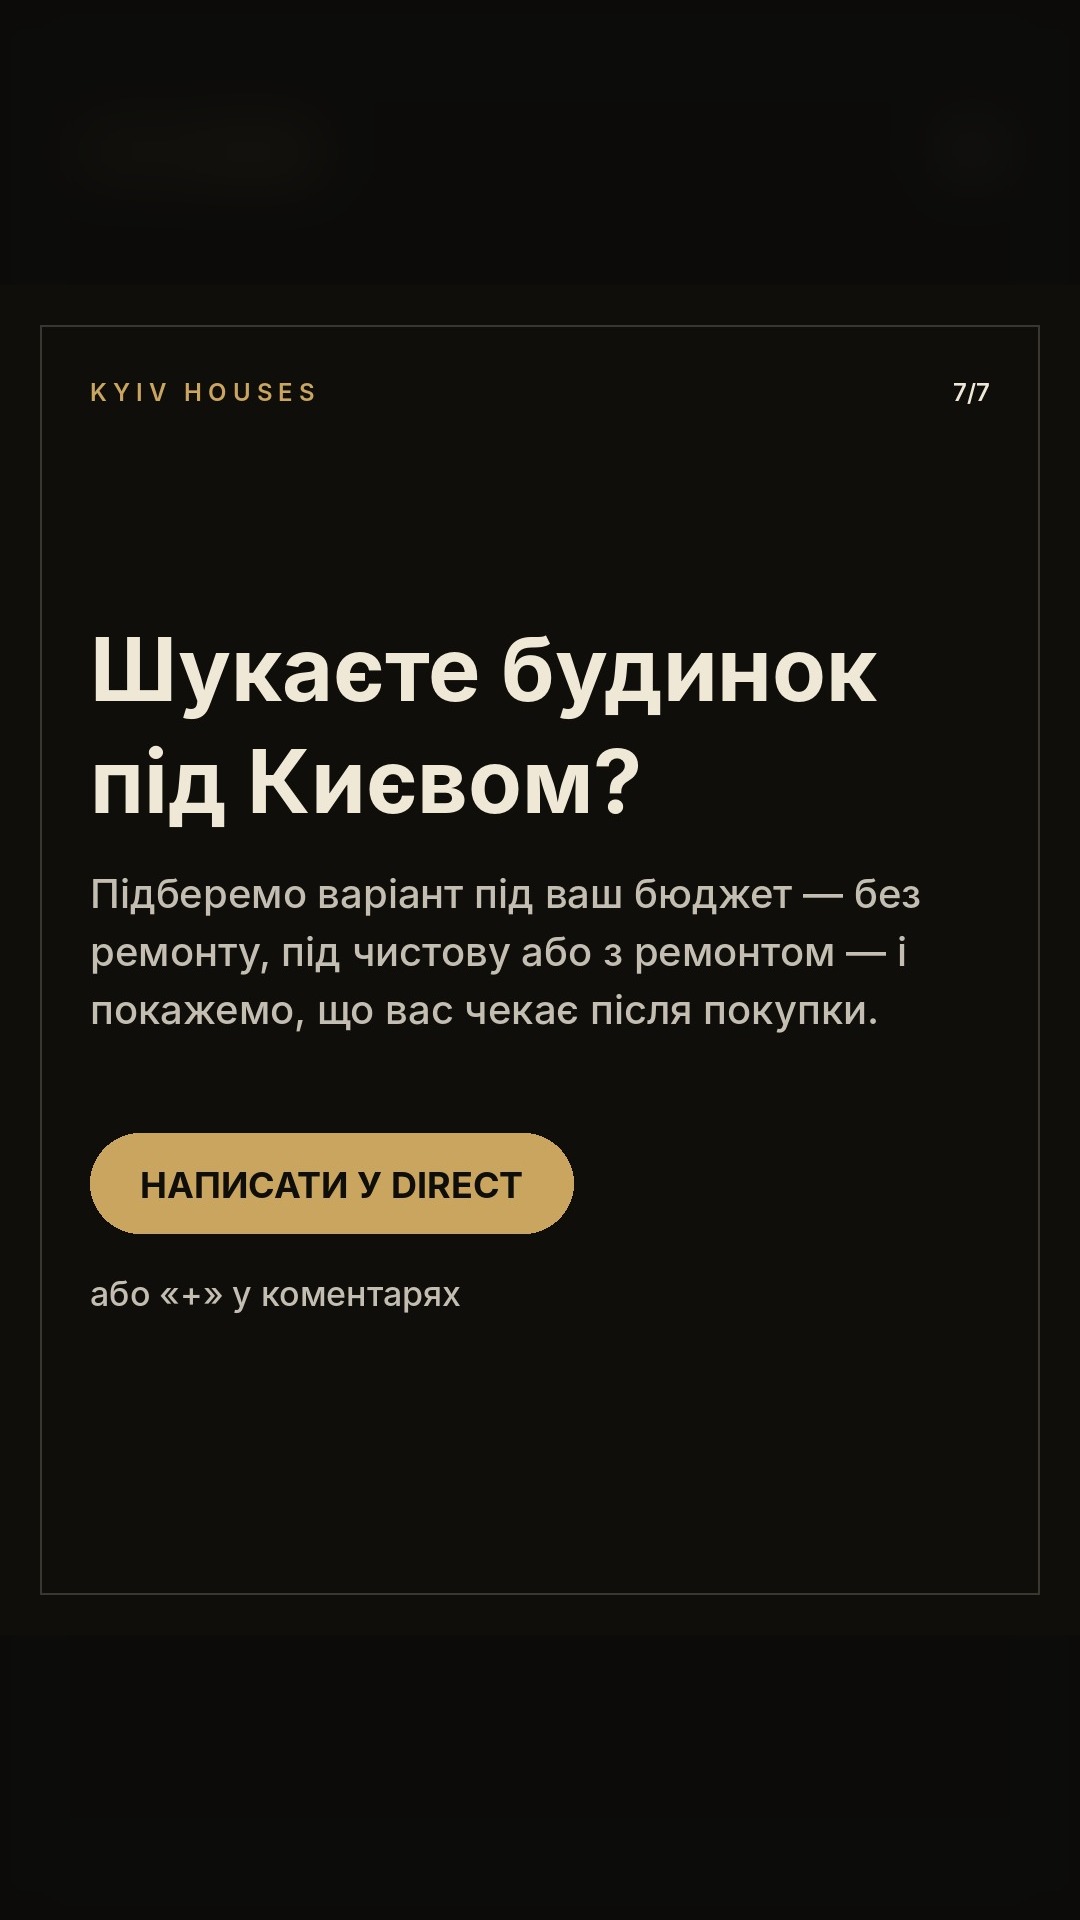 KYIV HOUSES
7/7
Шукаєте будинок
під Києвом?
Підберемо варіант під ваш бюджет — без
ремонту, під чистову або з ремонтом — і
покажемо, що вас чекає після покупки.
НАПИСАТИ У DIRECT
або «+» у коментарях